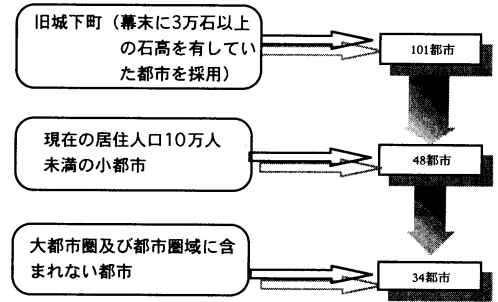 旧城下町（幕末に3万石以上
の石高を有してい
た都市を採用）
101都市
現在の居住人口10万人
未満の小都市
48都市
大都市圏及び都市圏域に含
まれない都市
34都市